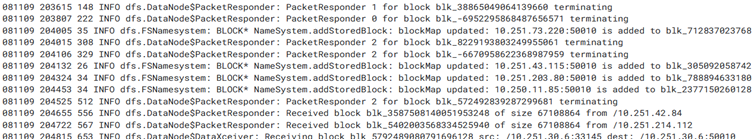 081109 203615 148 INFO dfs.DataNode$PacketResponder: PacketResponder 1 for block blk_38865049064139660 terminating
081109 203807 222 INFO dfs.DataNode$PacketResponder: PacketResponder 0 for block blk_-6952295868487656571 terminating
081109 204005 35 INFO dfs.FSNamesystem: BLOCK* NameSystem.addStoredBlock: blockMap updated: 10.251.73.220:50010 is added to blk_712837023768
081109 204015 308 INFO dfs.DataNode$PacketResponder: PacketResponder 2 for block blk_8229193803249955061 terminating
081109 204106 329 INFO dfs.DataNode$PacketResponder: PacketResponder 2 for block blk_-6670958622368987959 terminating
081109 204132 26 INFO dfs.FSNamesystem: BLOCK* NameSystem.addStoredBlock: blockMap updated: 10.251.43.115:50010 is added to blk_305092058742
081109 204324 34 INFO dfs.FSNamesystem: BLOCK* NameSystem.addStoredBlock: blockMap updated: 10.251.203.80:50010 is added to blk_788894633180
081109 204453 34 INFO dfs.FSNamesystem: BLOCK* NameSystem.addStoredBlock: blockMap updated: 10.250.11.85:50010 is added to blk_2377150260128
081109 204525 512 INFO dfs.DataNode$PacketResponder: PacketResponder 2 for block blk_572492839287299681 terminating
081109 204655 556 INFO dfs.DataNode$PacketResponder: Received block blk_3587508140051953248 of size 67108864 from /10.251.42.84
081109 204722 567 INFO dfs.DataNode$PacketResponder: Received block blk_5402003568334525940 of size 67108864 from /10.251.214.112
081109 204815 653 INFO dfs.DataNode$DataXceiver: Receiving block blk_5792489080791696128 src: /10.251.30.6:33145 dest: /10.251.30.6:50010